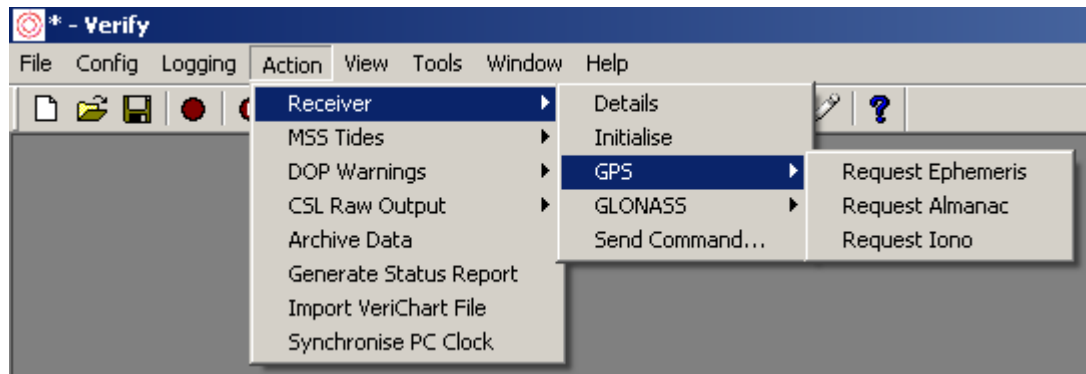 * - Verify
File Config Logging Action View Tools Window Help
Receiver
MSS Tides
DOP Warnings
CSL Raw Output
Archive Data
Generate Status Report
Import VeriChart File
Synchronise PC Clock
Details
Initialise
GPS
GLONASS
Send Command...
Request Ephemeris
Request Almanac
Request Iono